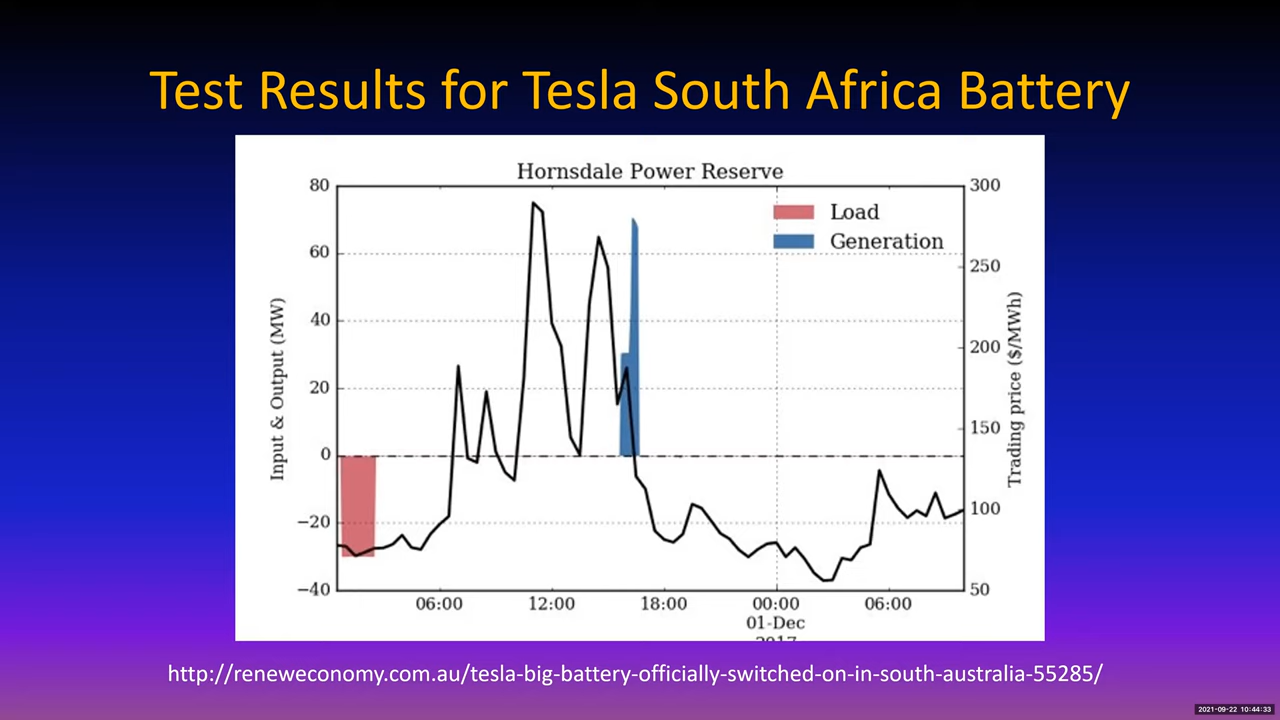 Test Results for Tesla South Africa Battery
Hornsdale Power Reserve
80
60
40
20
0
−20
−40
Input & Output (MW)
Load
Generation
300
250
200
150
100
50
Trading price ($/MWh)
06:00
12:00
18:00
00:00
06:00
01-Dec
2017
http://reneweconomy.com.au/tesla-big-battery-officially-switched-on-in-south-australia-55285/
2021-09-22 10:44:33